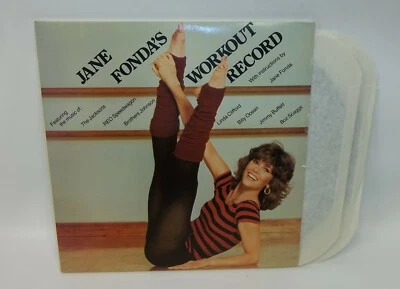 JANE
FONDA'S
WORKOUT
RECORD
With instructions by
Jane Fonda
Featuring
the music of:
The Jacksons
REO Speedwagon
Brothers Johnson
Linda Clifford
Billy Ocean
Jimmy Buffett
Boz Scaggs